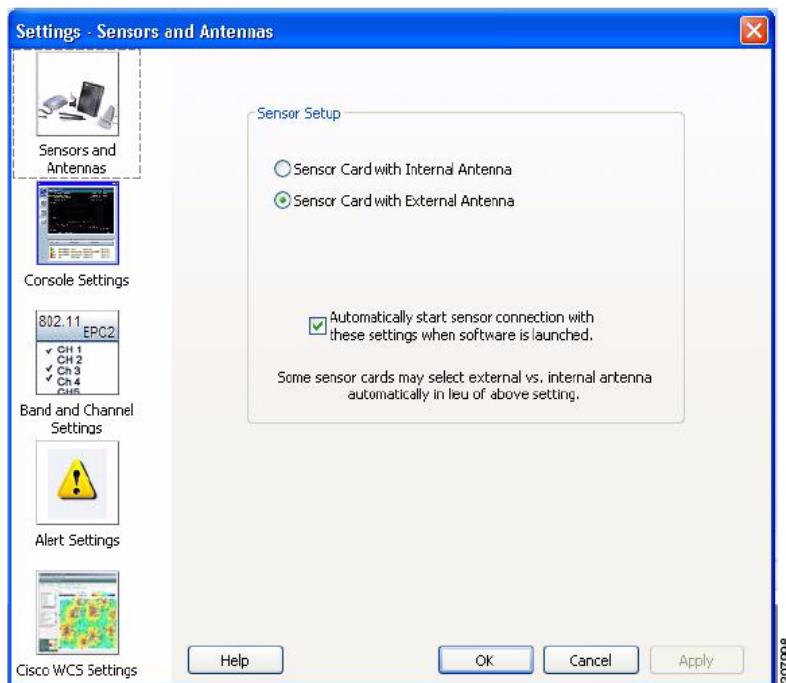 Settings - Sensors and Antennas
Sensors and
Antennas
Console Settings
802.11
EPC2
CH 1
CH 2
Ch 3
Ch 4
CH5
Band and Channel
Settings
Alert Settings
Cisco WCS Settings
Sensor Setup
Sensor Card with Internal Antenna
Sensor Card with External Antenna
Automatically start sensor connection with
these settings when software is launched.
Some sensor cards may select external vs. internal antenna
automatically in lieu of above setting.
Help
OK
Cancel
Apply